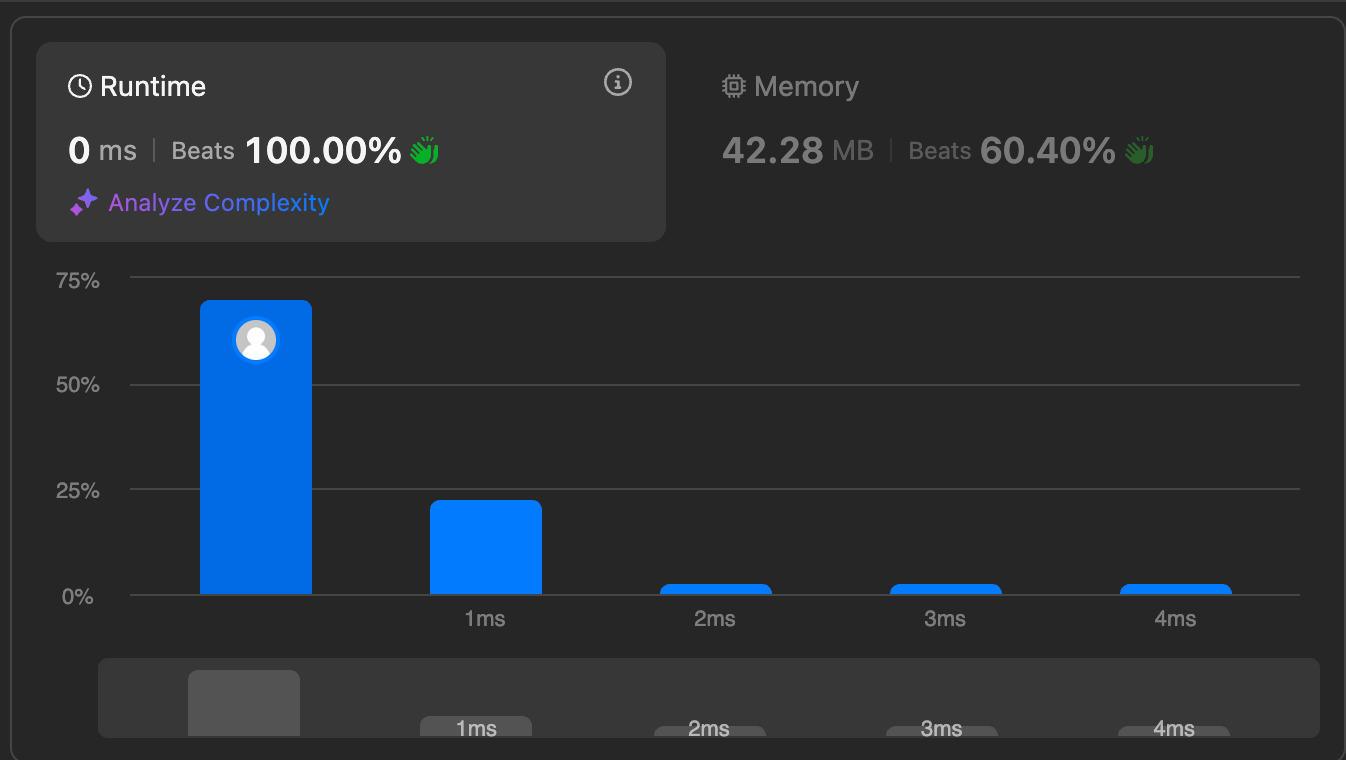 Runtime
0 ms | Beats 100.00%
Analyze Complexity
Memory
42.28 MB | Beats 60.40%
75%
50%
25%
0%
1ms 2ms 3ms 4ms
1ms 2ms 3ms 4ms